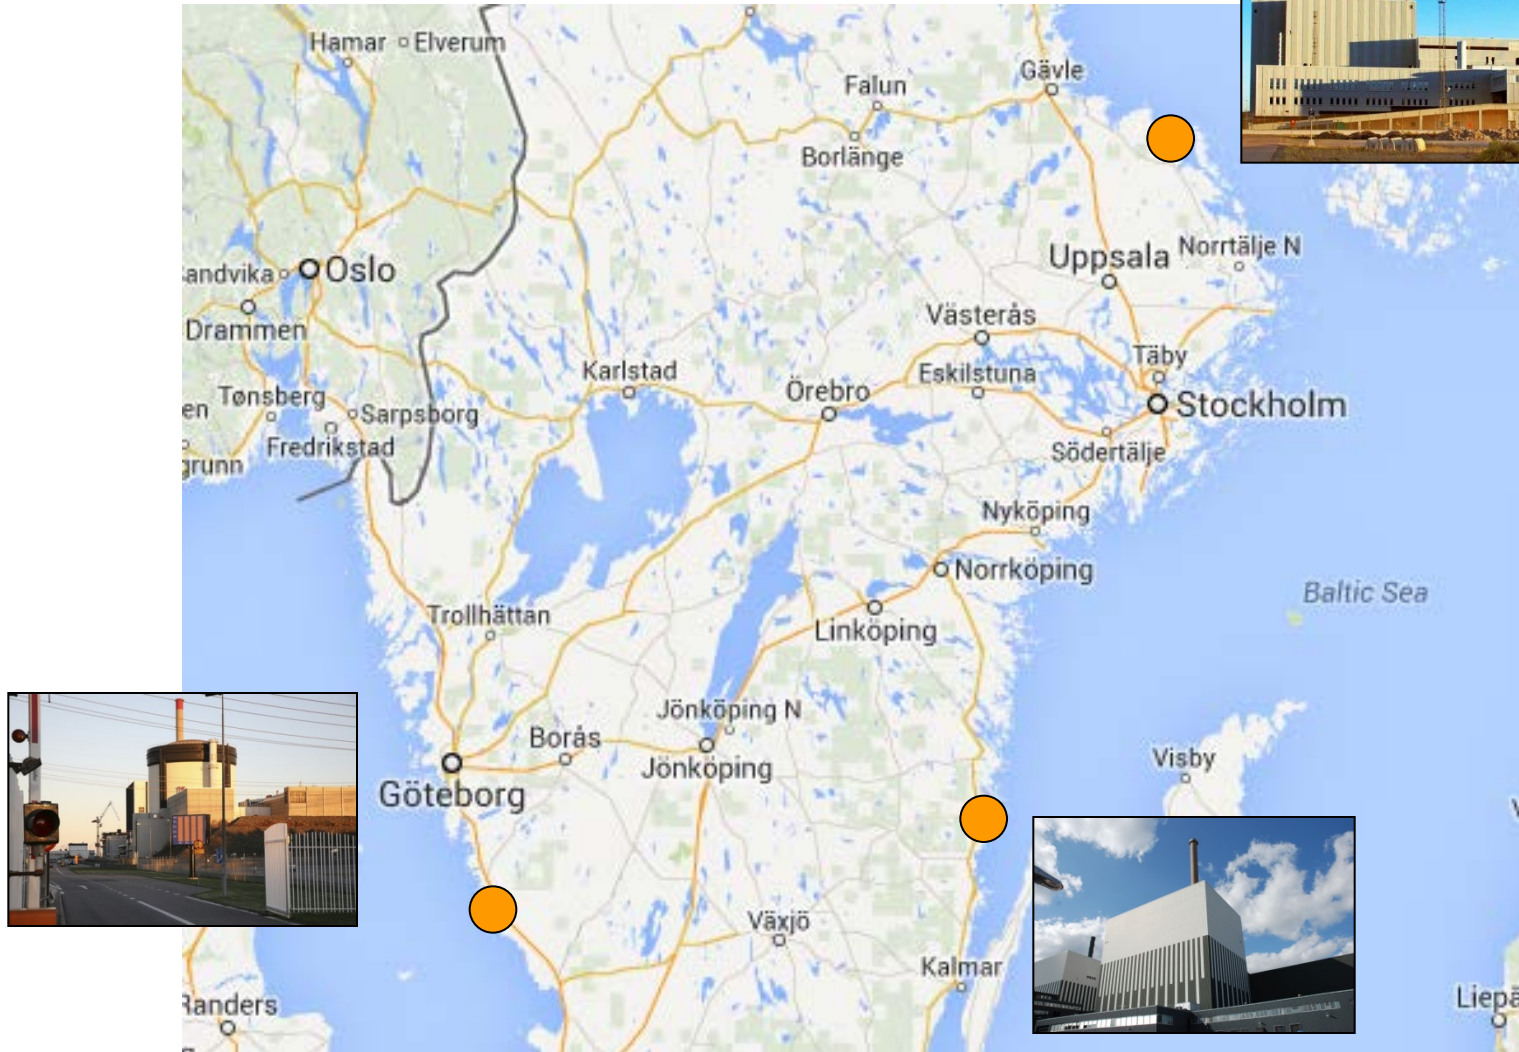 Hamar
Elverum
Gävle
Falun
Borlänge
Uppsala
Norrtälje N
Oslo
Drammen
Västerås
Täby
Karlstad
Eskilstuna
Örebro
Tønsberg
Sarpsborg
Stockholm
Fredrikstad
Södertälje
Nyköping
Norrköping
Baltic Sea
Trollhättan
Linköping
Jönköping N
Borås
Visby
Jönköping
Göteborg
Växjö
Kalmar
Randers